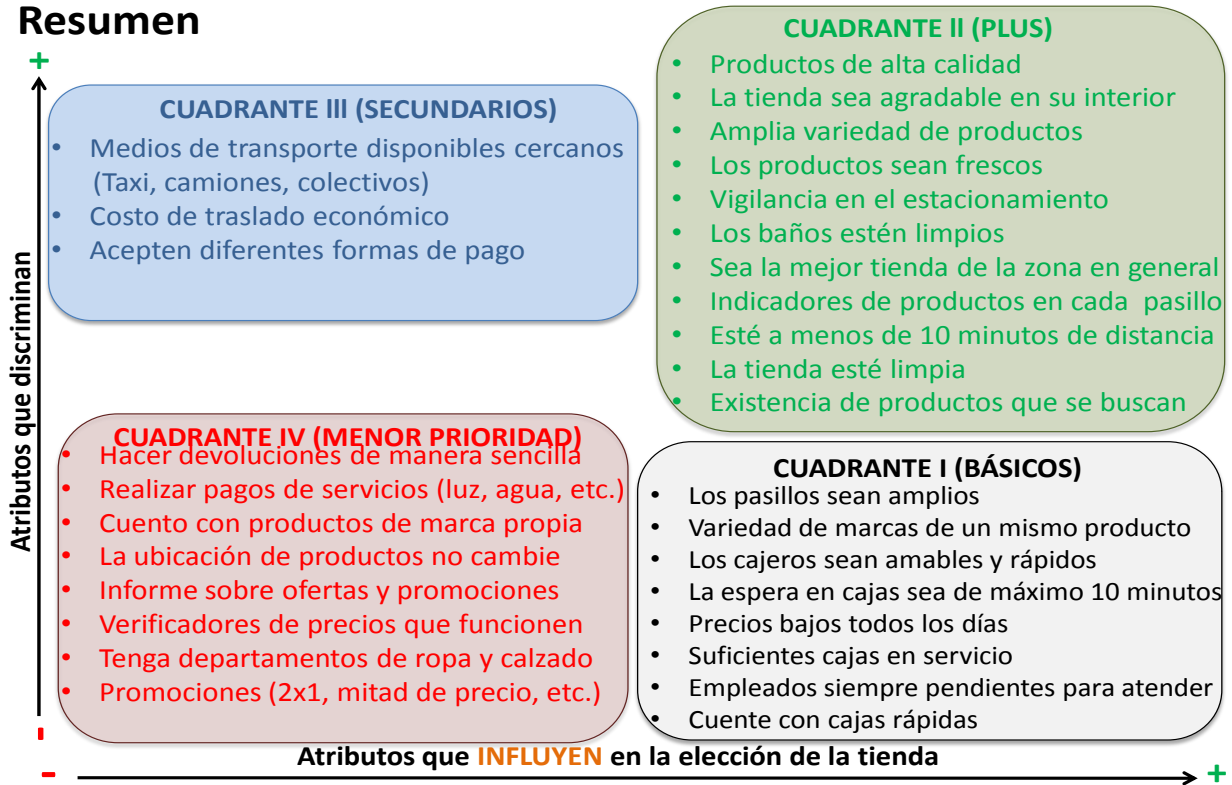 Resumen
+
CUADRANTE lll (SECUNDARIOS)
• Medios de transporte disponibles cercanos
(Taxi, camiones, colectivos)
• Costo de traslado económico
• Acepten diferentes formas de pago
CUADRANTE ll (PLUS)
• Productos de alta calidad
• La tienda sea agradable en su interior
• Amplia variedad de productos
• Los productos sean frescos
• Vigilancia en el estacionamiento
• Los baños estén limpios
• Sea la mejor tienda de la zona en general
• Indicadores de productos en cada pasillo
• Esté a menos de 10 minutos de distancia
• La tienda esté limpia
• Existencia de productos que se buscan
Atributos que discriminan
CUADRANTE IV (MENOR PRIORIDAD)
• Hacer devoluciones de manera sencilla
• Realizar pagos de servicios (luz, agua, etc.)
• Cuento con productos de marca propia
• La ubicación de productos no cambie
• Informe sobre ofertas y promociones
• Verificadores de precios que funcionen
• Tenga departamentos de ropa y calzado
• Promociones (2x1, mitad de precio, etc.)
CUADRANTE I (BÁSICOS)
• Los pasillos sean amplios
• Variedad de marcas de un mismo producto
• Los cajeros sean amables y rápidos
• La espera en cajas sea de máximo 10 minutos
• Precios bajos todos los días
• Suficientes cajas en servicio
• Empleados siempre pendientes para atender
• Cuente con cajas rápidas
-
Atributos que INFLUYEN en la elección de la tienda
-
+